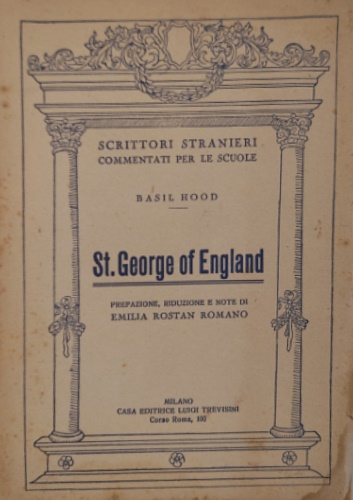 SCRITTORI STRANIERI
COMMENTATI PER LE SCUOLE
BASIL HOOD
St. George of England
PREFAZIONE, RIDUZIONE E NOTE DI
EMILIA ROSTAN ROMANO
MILANO
CASA EDITRICE LUIGI TREVISINI
Corso Roma, 102